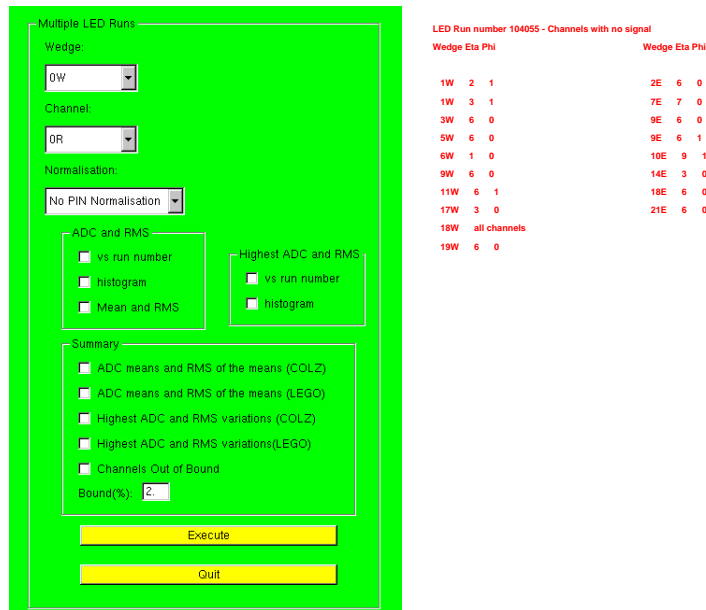 Multiple LED Runs
Wedge:
0W
Channel:
0R
Normalisation:
No PIN Normalisation
ADC and RMS
vs run number
histogram
Mean and RMS
Highest ADC and RMS
vs run number
histogram
Summary
ADC means and RMS of the means (COLZ)
ADC means and RMS of the means (LEGO)
Highest ADC and RMS variations (COLZ)
Highest ADC and RMS variations(LEGO)
Channels Out of Bound
Bound(%): 2.
Execute
Quit
LED Run number 104055 - Channels with no signal
Wedge Eta Phi Wedge Eta Phi
1W 2 1 2E 6 0
1W 3 1 7E 7 0
3W 6 0 9E 6 0
5W 6 0 9E 6 1
6W 1 0 10E 9 1
9W 6 0 14E 3 0
11W 6 1 18E 6 0
17W 3 0 21E 6 0
18W all channels
19W 6 0